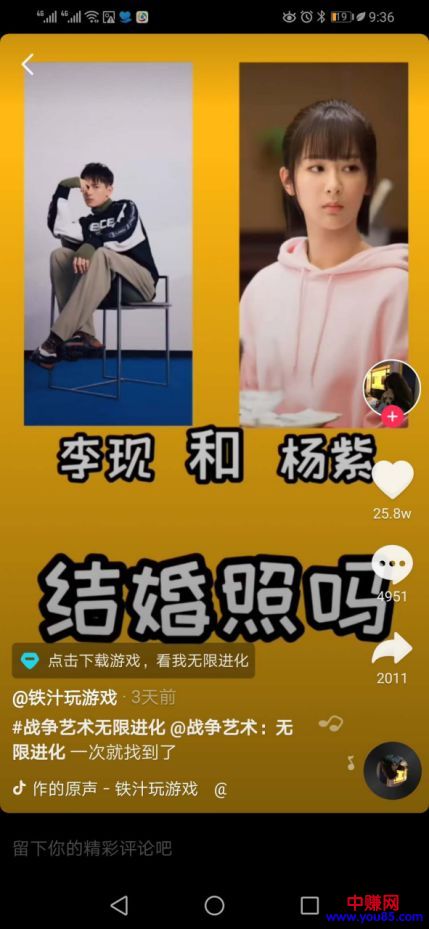 4G 4G 19 9:36
ECE
李现 和 杨紫
25.8w
结婚照吗
4951
点击下载游戏，看我无限进化
2011
@铁汁玩游戏 · 3天前
#战争艺术无限进化 @战争艺术：无
限进化 一次就找到了
作的原声 - 铁汁玩游戏 @
留下你的精彩评论吧
中赚网
www.you85.com